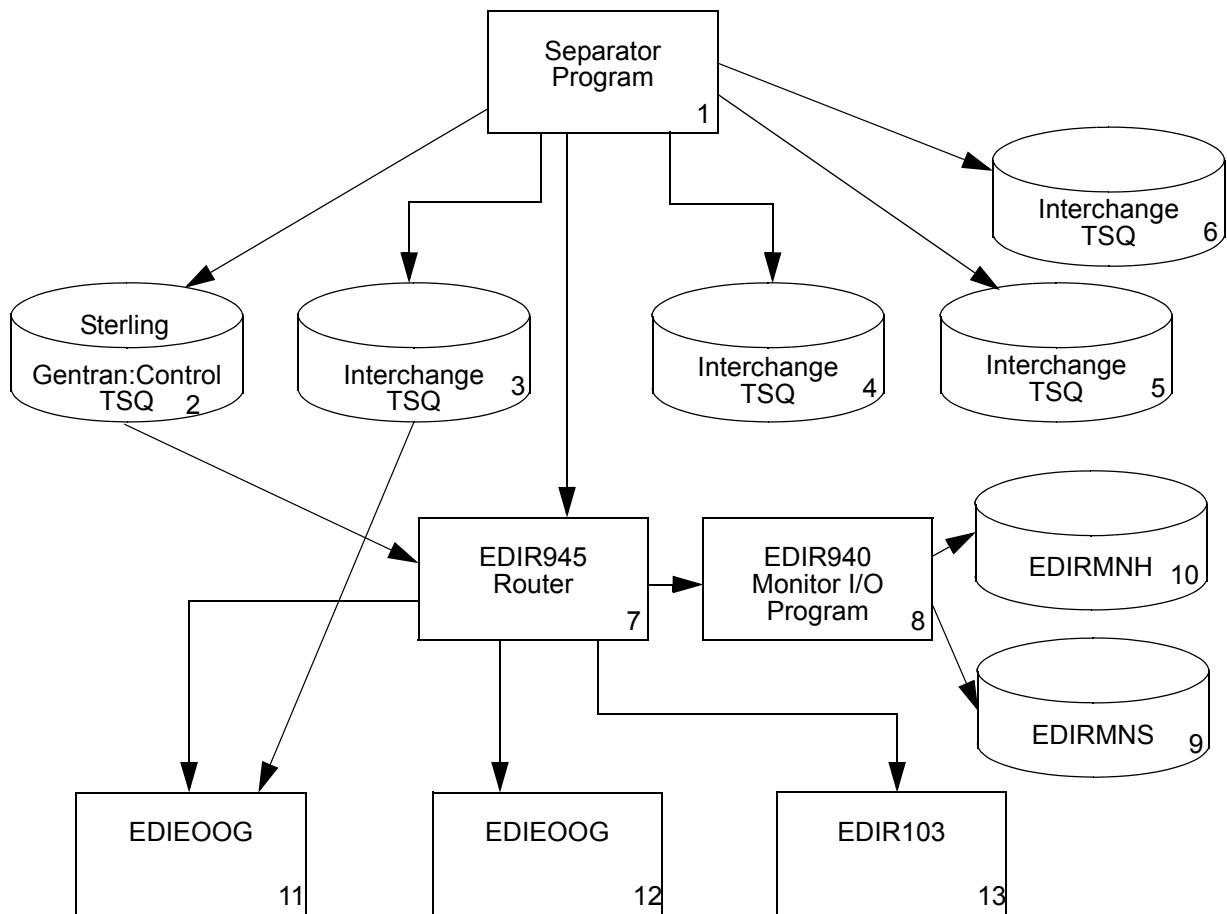 Separator
Program
1
Interchange
TSQ
6
Sterling
Gentran:Control
TSQ
2
Interchange
TSQ
3
Interchange
TSQ
4
Interchange
TSQ
5
EDIR945
Router
7
EDIR940
Monitor I/O
Program
8
EDIRMNH
10
EDIRMNS
9
EDIEOOG
11
EDIEOOG
12
EDIR103
13